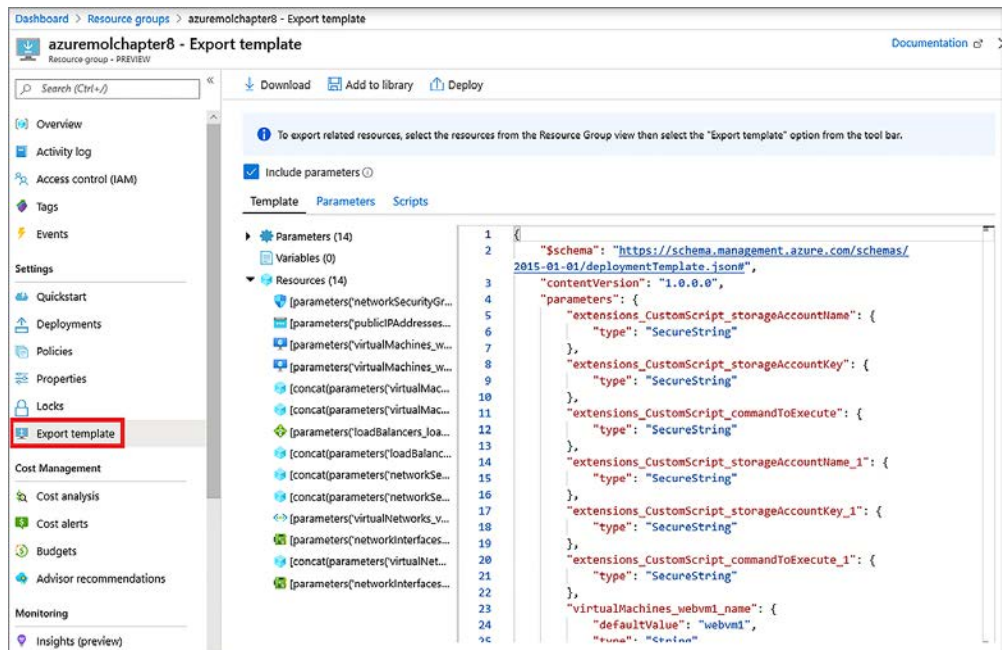 Dashboard > Resource groups > azuremolchapter8 - Export template
azuremolchapter8 - Export template
Resource group - PREVIEW
Documentation
Search (Ctrl+/)
«
Overview
Activity log
Access control (IAM)
Tags
Events
Settings
Quickstart
Deployments
Policies
Properties
Locks
Export template
Cost Management
Cost analysis
Cost alerts
Budgets
Advisor recommendations
Monitoring
Insights (preview)
Download Add to library Deploy
To export related resources, select the resources from the Resource Group view then select the "Export template" option from the tool bar.
Include parameters
Template Parameters Scripts
Parameters (14)
Variables (0)
Resources (14)
[parameters('networkSecurityGr...
[parameters('publicIPAddresses...
[parameters('virtualMachines_w...
[parameters('virtualMachines_w...
[concat(parameters('virtualMac...
[concat(parameters('virtualMac...
[parameters('loadBalancers_loa...
[concat(parameters('loadBalanc...
[concat(parameters('networkSe...
[concat(parameters('networkSe...
[parameters('virtualNetworks_v...
[parameters('networkInterfaces...
[concat(parameters('virtualNet...
[parameters('networkInterfaces...
1 {
2 "$schema": "https://schema.management.azure.com/schemas/
2015-01-01/deploymentTemplate.json#",
3 "contentVersion": "1.0.0.0",
4 "parameters": {
5 "extensions_CustomScript_storageAccountName": {
6 "type": "SecureString"
7 },
8 "extensions_CustomScript_storageAccountKey": {
9 "type": "SecureString"
10 },
11 "extensions_CustomScript_commandToExecute": {
12 "type": "SecureString"
13 },
14 "extensions_CustomScript_storageAccountName_1": {
15 "type": "SecureString"
16 },
17 "extensions_CustomScript_storageAccountKey_1": {
18 "type": "SecureString"
19 },
20 "extensions_CustomScript_commandToExecute_1": {
21 "type": "SecureString"
22 },
23 "virtualMachines_webvm1_name": {
24 "defaultValue": "webvm1",
25 "type": "String"